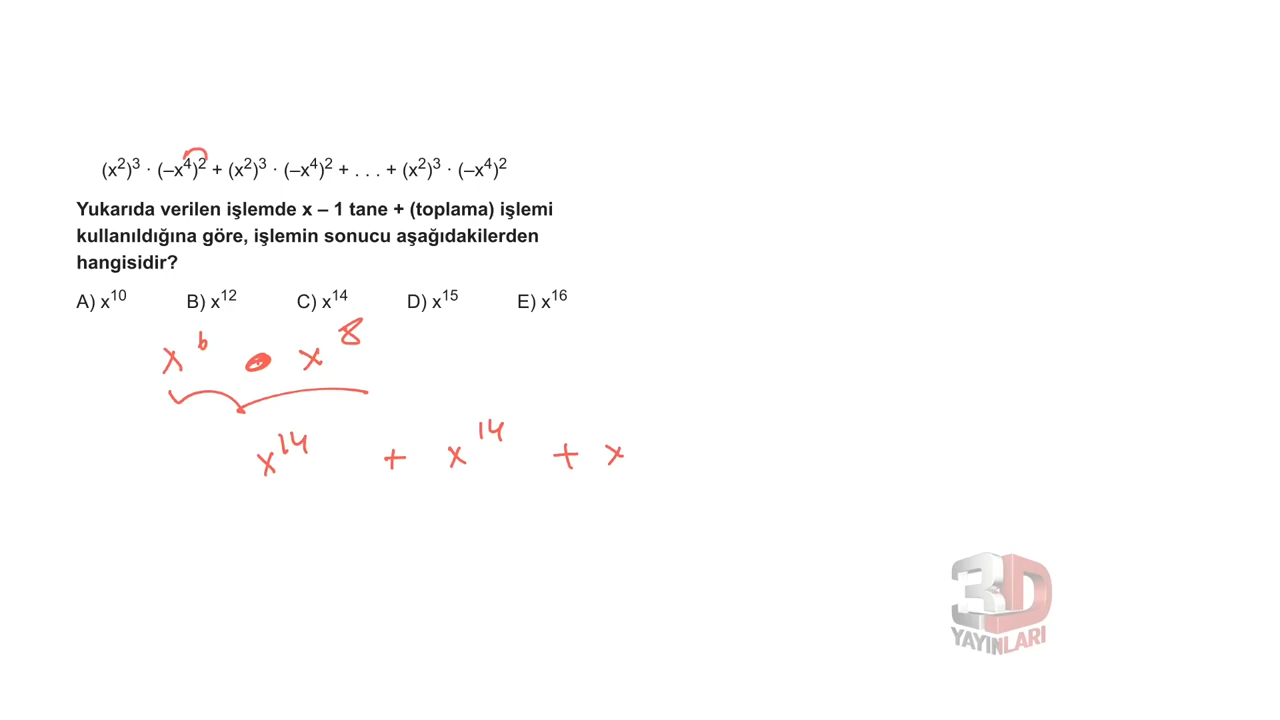 (x²)³ · (–x⁴)² + (x²)³ · (–x⁴)² + . . . + (x²)³ · (–x⁴)²
Yukarıda verilen işlemde x – 1 tane + (toplama) işlemi
kullanıldığına göre, işlemin sonucu aşağıdakilerden
hangisidir?
A) x¹⁰ B) x¹² C) x¹⁴ D) x¹⁵ E) x¹⁶
x⁶ · x⁸
x¹⁴ + x¹⁴ + x
3D
YAYINLARI